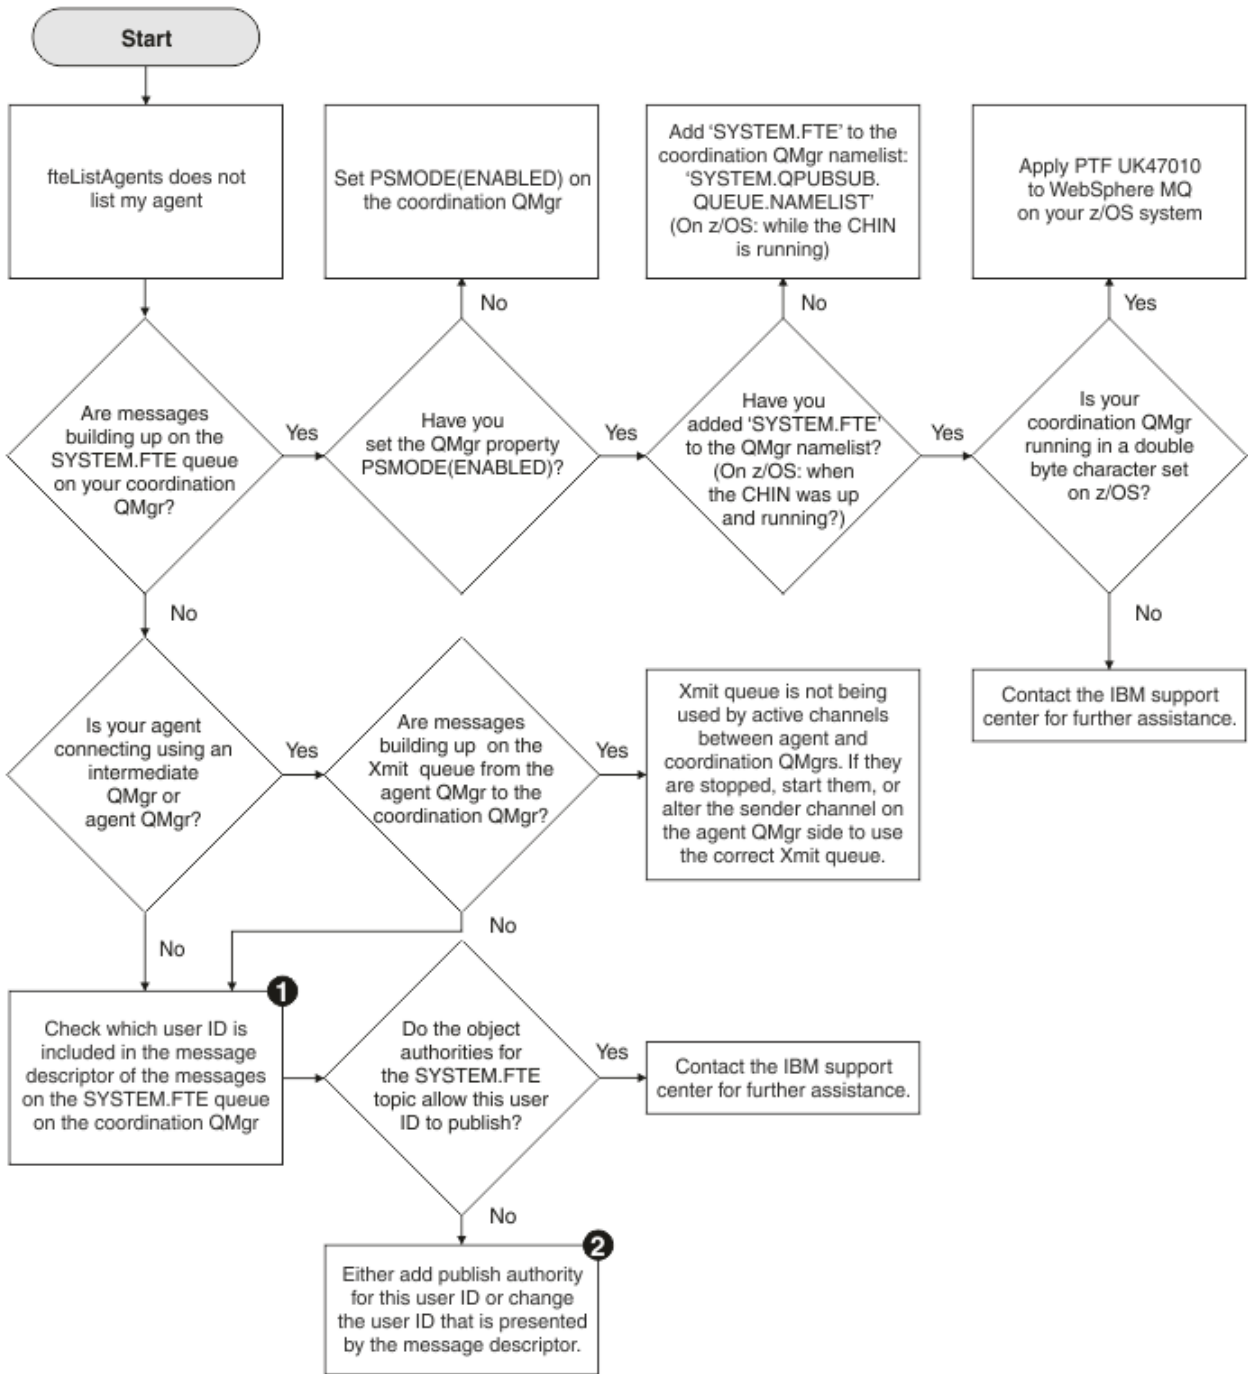 Start
fteListAgents does not
list my agent
Set PSMODE(ENABLED) on
the coordination QMgr
Add ‘SYSTEM.FTE’ to the
coordination QMgr namelist:
‘SYSTEM.QPUBSUB.
QUEUE.NAMELIST’
(On z/OS: while the CHIN
is running)
Apply PTF UK47010
to WebSphere MQ
on your z/OS system
No
No
Yes
Are messages
building up on the
SYSTEM.FTE queue
on your coordination
QMgr?
Yes
Have you
set the QMgr property
PSMODE(ENABLED)?
Yes
Have you
added ‘SYSTEM.FTE’
to the QMgr namelist?
(On z/OS: when
the CHIN was up
and running?)
Yes
Is your
coordination QMgr
running in a double
byte character set
on z/OS?
No
No
Is your agent
connecting using an
intermediate
QMgr or
agent QMgr?
Yes
Are messages
building up on the
Xmit queue from the
agent QMgr to the
coordination QMgr?
Yes
Xmit queue is not being
used by active channels
between agent and
coordination QMgrs. If they
are stopped, start them, or
alter the sender channel on
the agent QMgr side to use
the correct Xmit queue.
Contact the IBM support
center for further assistance.
No
No
1
Check which user ID is
included in the message
descriptor of the messages
on the SYSTEM.FTE queue
on the coordination QMgr
Do the object
authorities for
the SYSTEM.FTE
topic allow this user
ID to publish?
Yes
Contact the IBM support
center for further assistance.
No
2
Either add publish authority
for this user ID or change
the user ID that is presented
by the message descriptor.